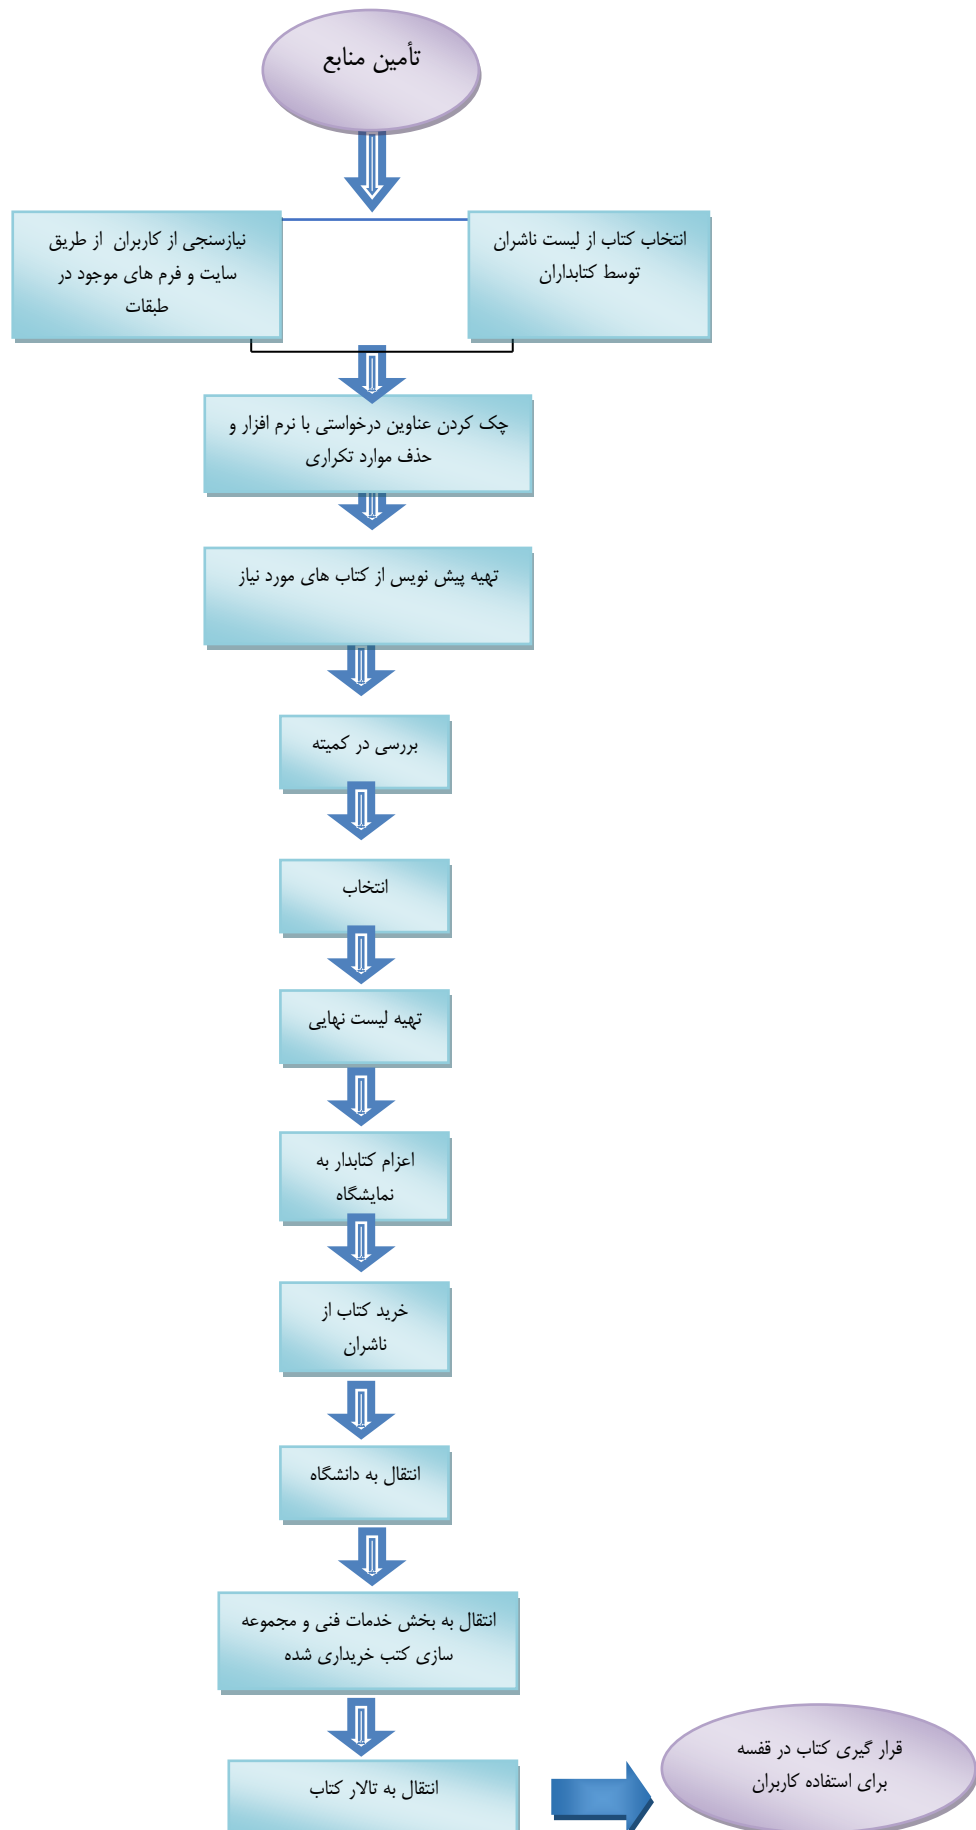 تأمین منابع
انتخاب کتاب از لیست ناشران
توسط کتابداران
نیازسنجی از کاربران از طریق
سایت و فرم های موجود در
طبقات
چک کردن عناوین درخواستی با نرم افزار و
حذف موارد تکراری
تهیه پیش نویس از کتاب های مورد نیاز
بررسی در کمیته
انتخاب
تهیه لیست نهایی
اعزام کتابدار به
نمایشگاه
خرید کتاب از
ناشران
انتقال به دانشگاه
انتقال به بخش خدمات فنی و مجموعه
سازی کتب خریداری شده
انتقال به تالار کتاب
قرار گیری کتاب در قفسه
برای استفاده کاربران